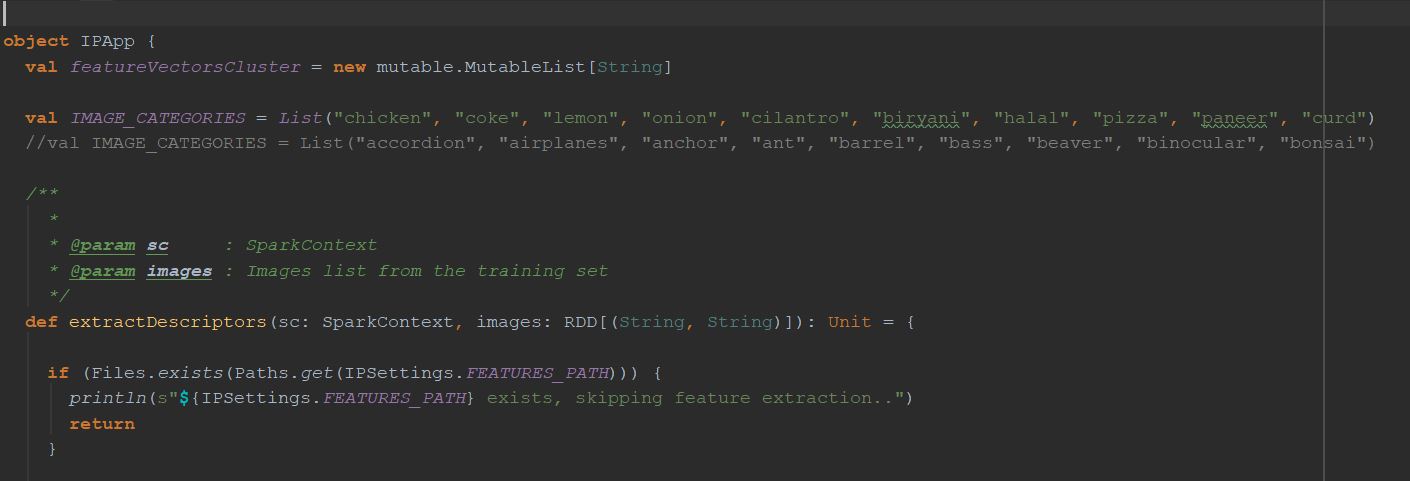 object IPApp {
val featureVectorsCluster = new mutable.MutableList[String]
val IMAGE_CATEGORIES = List("chicken", "coke", "lemon", "onion", "cilantro", "biryani", "halal", "pizza", "paneer", "curd")
//val IMAGE_CATEGORIES = List("accordion", "airplanes", "anchor", "ant", "barrel", "bass", "beaver", "binocular", "bonsai")
/**
*
* @param sc : SparkContext
* @param images : Images list from the training set
*/
def extractDescriptors(sc: SparkContext, images: RDD[(String, String)]): Unit = {
if (Files.exists(Paths.get(IPSettings.FEATURES_PATH))) {
println(s"${IPSettings.FEATURES_PATH} exists, skipping feature extraction..")
return
}